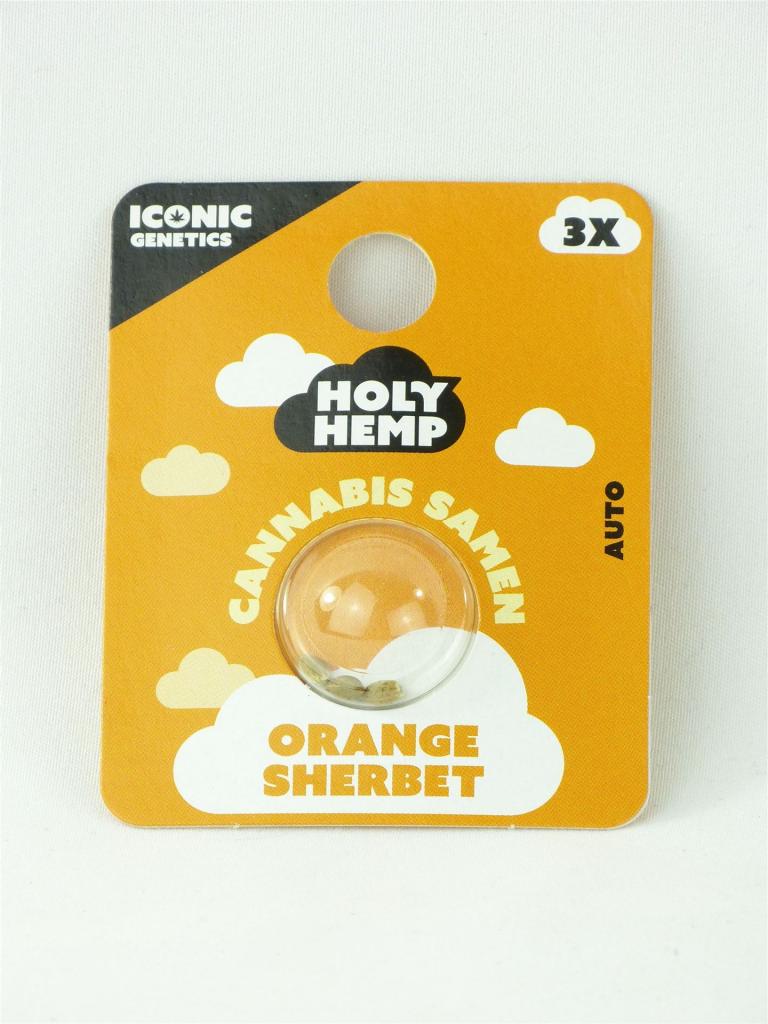 ICONIC
GENETICS
3X
HOLY
HEMP
AUTO
CANNABIS SAMEN
ORANGE
SHERBET